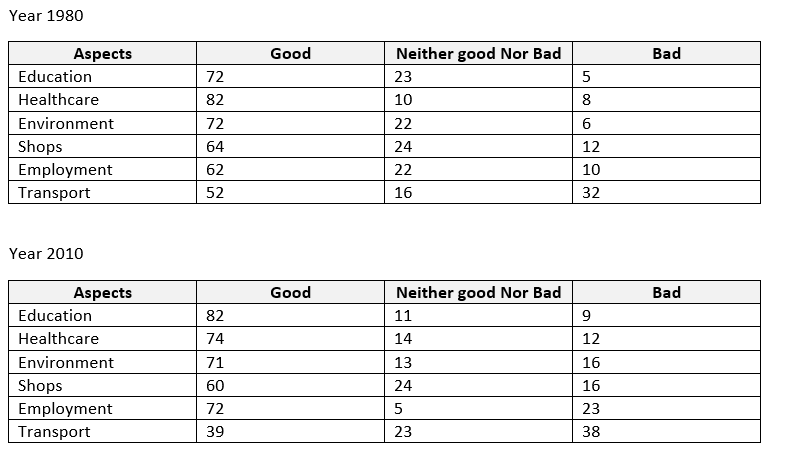 Year 1980
Aspects Good Neither good Nor Bad Bad
Education 72 23 5
Healthcare 82 10 8
Environment 72 22 6
Shops 64 24 12
Employment 62 22 10
Transport 52 16 32
Year 2010
Aspects Good Neither good Nor Bad Bad
Education 82 11 9
Healthcare 74 14 12
Environment 71 13 16
Shops 60 24 16
Employment 72 5 23
Transport 39 23 38